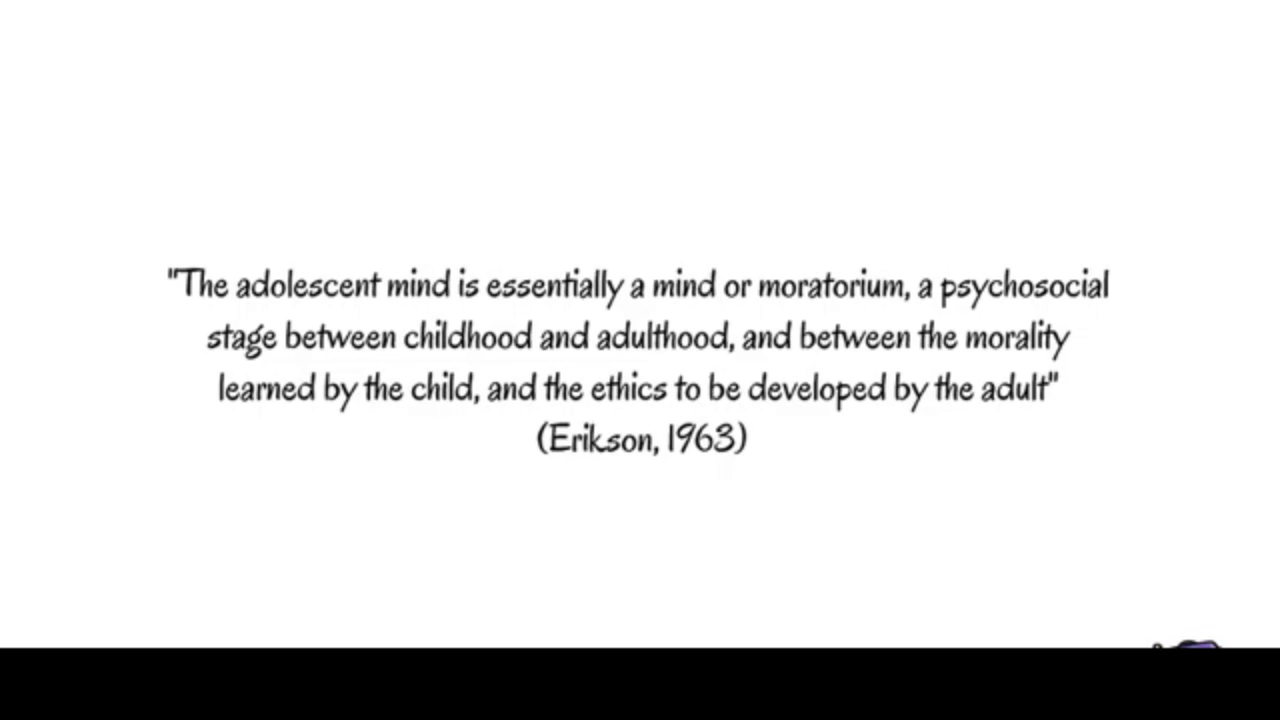 "The adolescent mind is essentially a mind or moratorium, a psychosocial
stage between childhood and adulthood, and between the morality
learned by the child, and the ethics to be developed by the adult"
(Erikson, 1963)